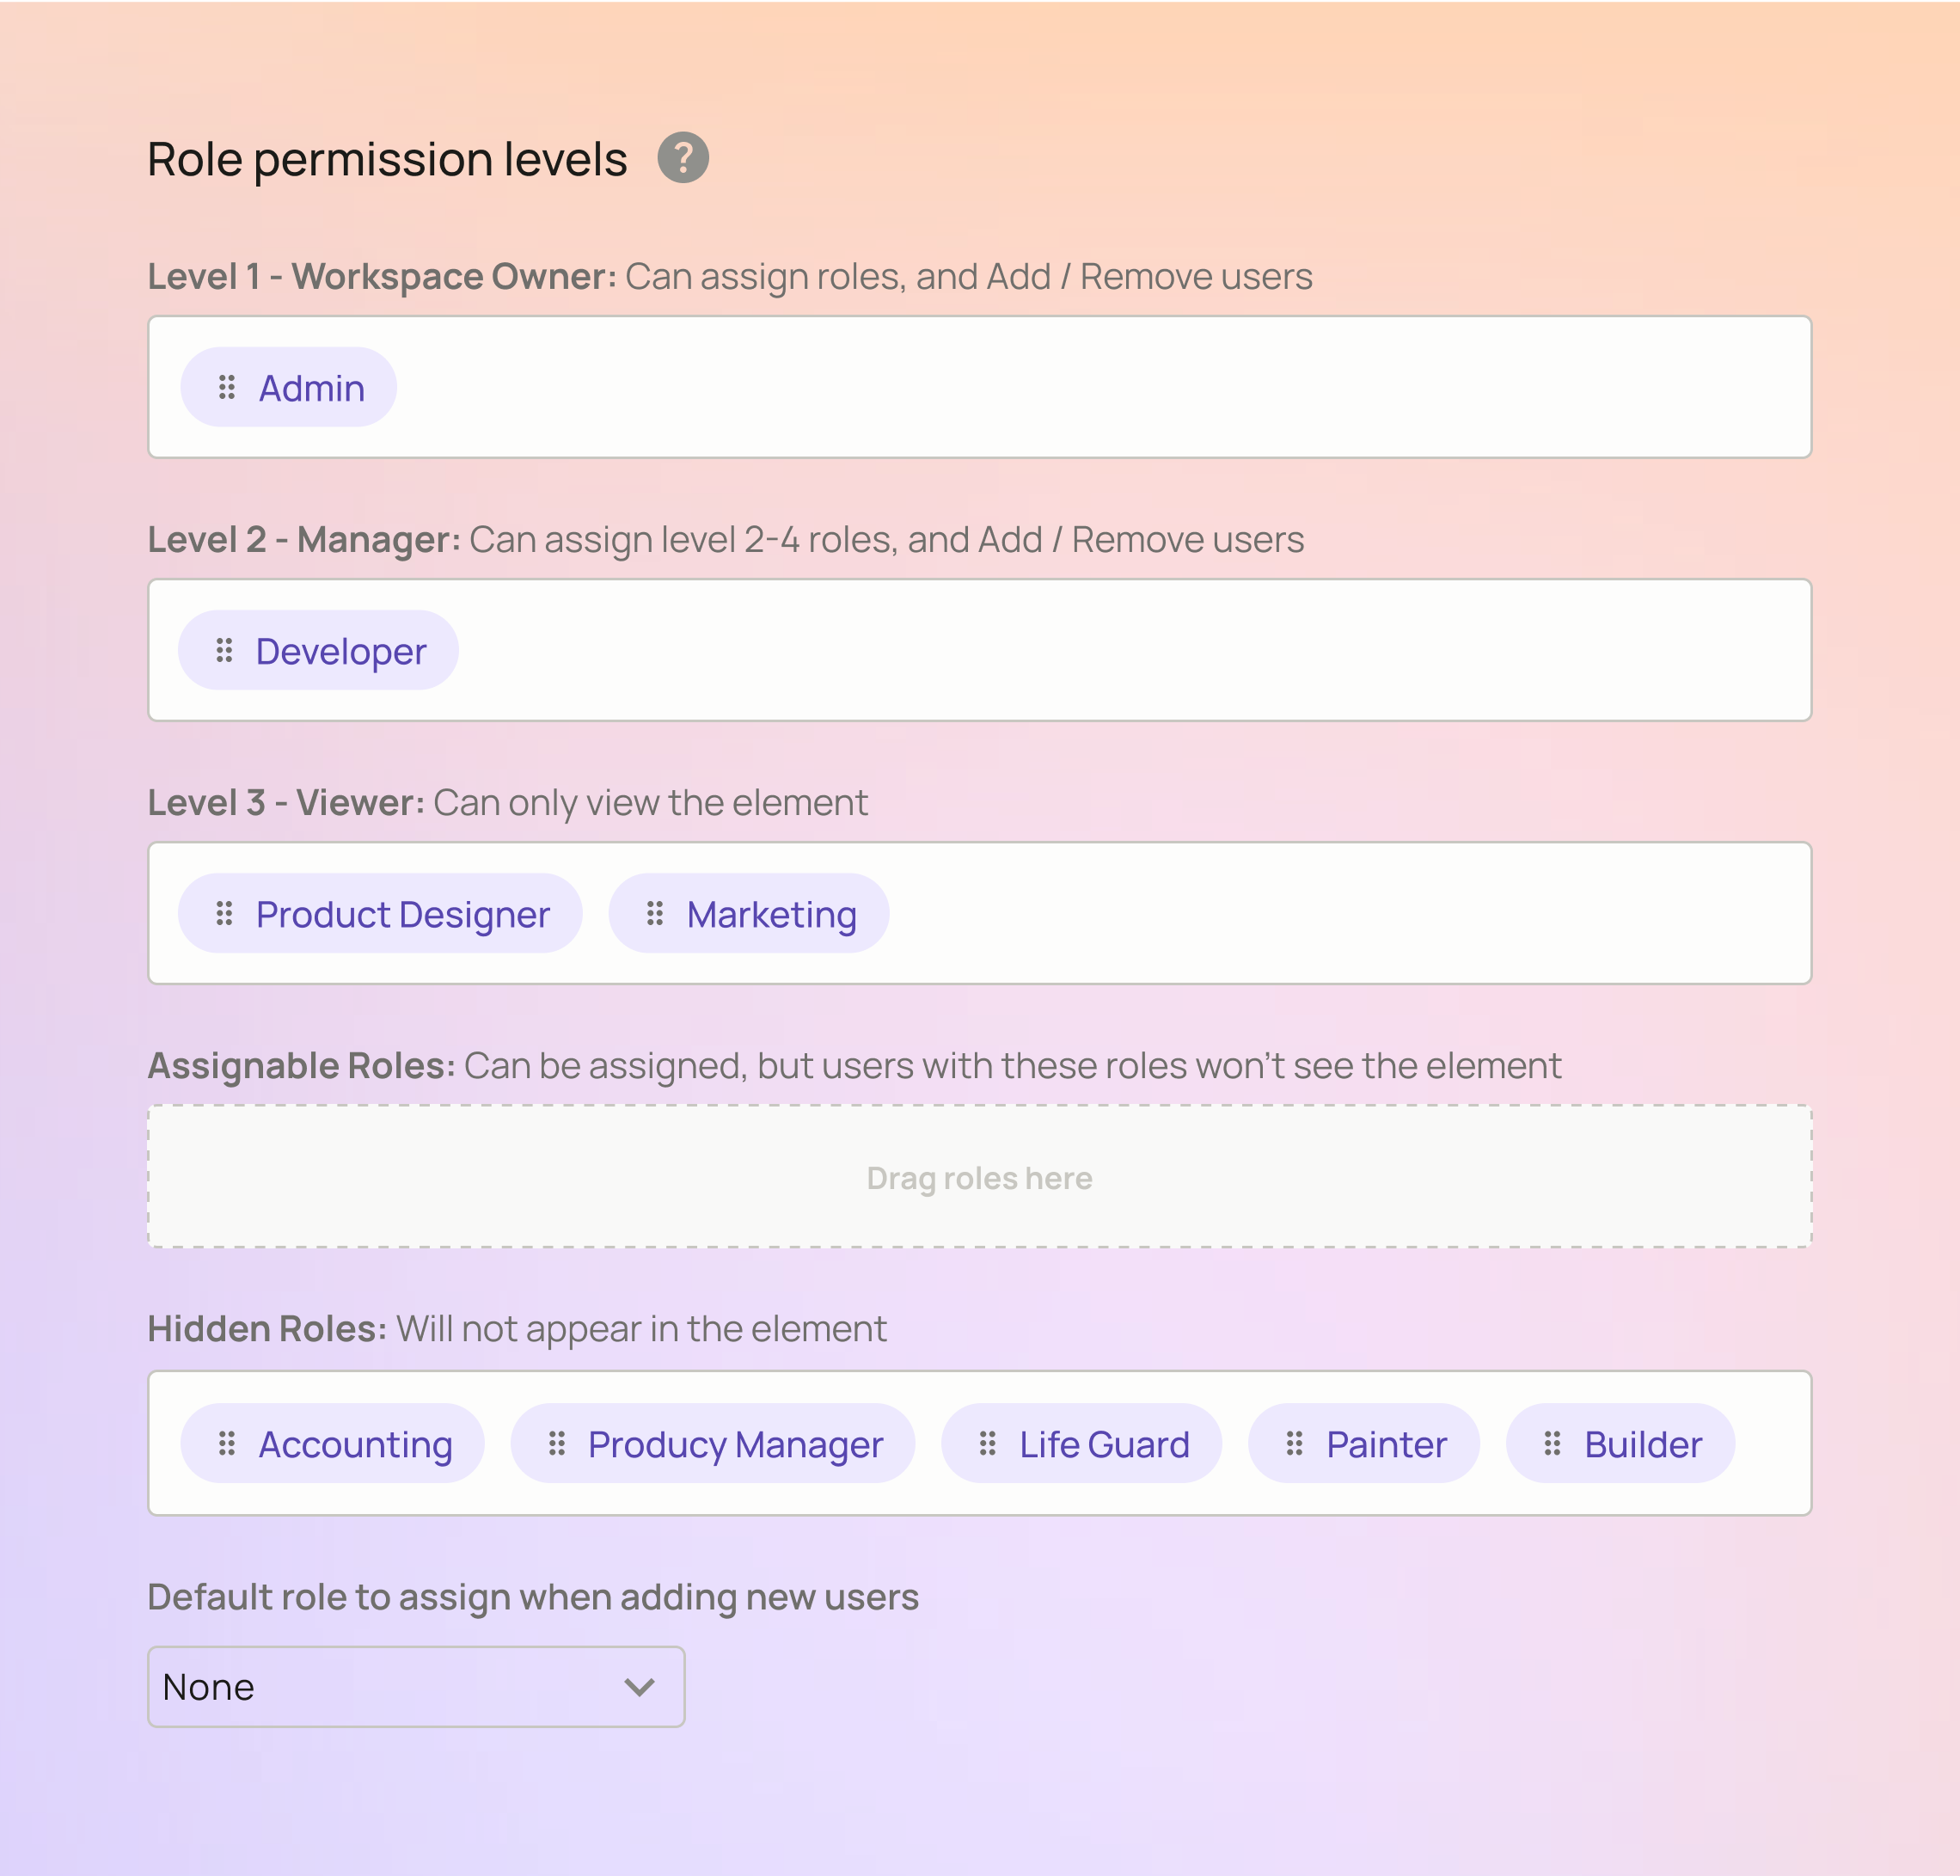 Role permission levels ?
Level 1 - Workspace Owner: Can assign roles, and Add / Remove users
Admin
Level 2 - Manager: Can assign level 2-4 roles, and Add / Remove users
Developer
Level 3 - Viewer: Can only view the element
Product Designer Marketing
Assignable Roles: Can be assigned, but users with these roles won’t see the element
Drag roles here
Hidden Roles: Will not appear in the element
Accounting Producy Manager Life Guard Painter Builder
Default role to assign when adding new users
None